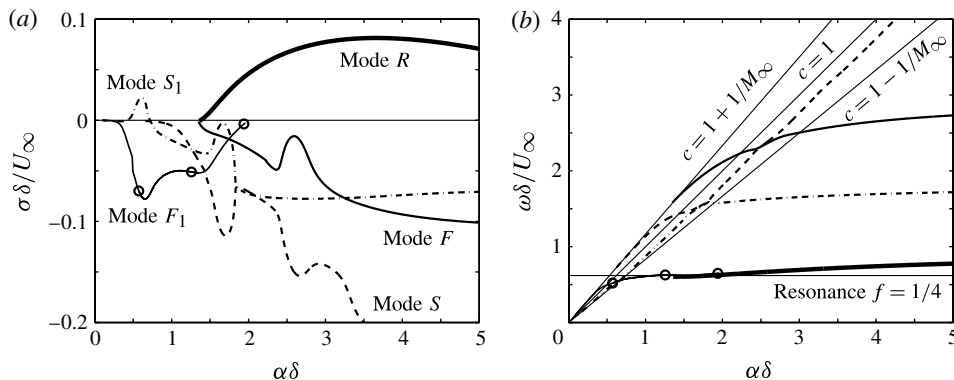 (a)
0.1
0
−0.1
−0.2
σδ/U∞
Mode S₁
Mode R
Mode F₁
Mode F
Mode S
0 1 2 3 4 5
αδ
(b)
4
3
2
1
0
ωδ/U∞
c = 1 + 1/M∞
c = 1
c = 1 − 1/M∞
Resonance f = 1/4
1 2 3 4 5
αδ